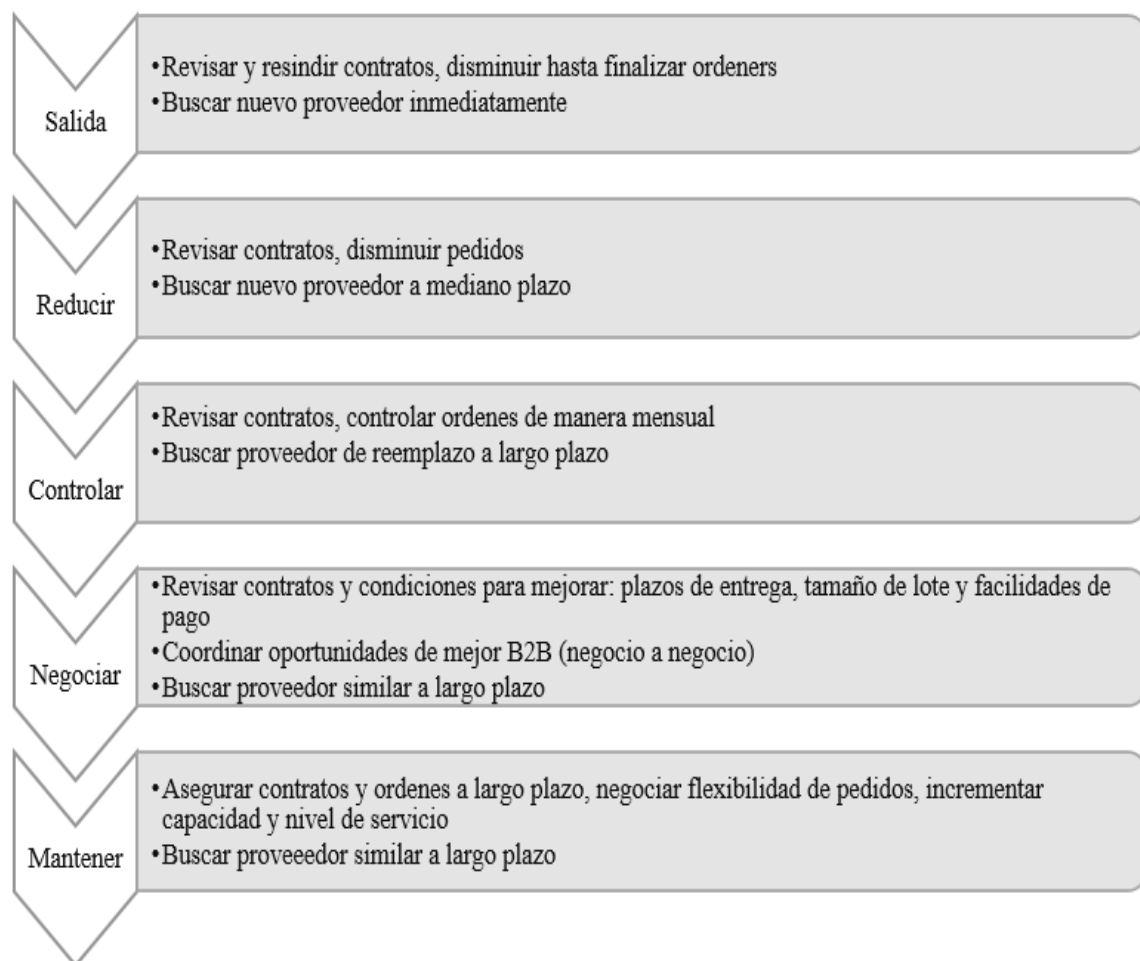 Salida
•Revisar y resindir contratos, disminuir hasta finalizar ordeners
•Buscar nuevo proveedor inmediatamente
Reducir
•Revisar contratos, disminuir pedidos
•Buscar nuevo proveedor a mediano plazo
Controlar
•Revisar contratos, controlar ordenes de manera mensual
•Buscar proveedor de reemplazo a largo plazo
Negociar
•Revisar contratos y condiciones para mejorar: plazos de entrega, tamaño de lote y facilidades de
pago
•Coordinar oportunidades de mejor B2B (negocio a negocio)
•Buscar proveedor similar a largo plazo
Mantener
•Asegurar contratos y ordenes a largo plazo, negociar flexibilidad de pedidos, incrementar
capacidad y nivel de servicio
•Buscar proveeedor similar a largo plazo